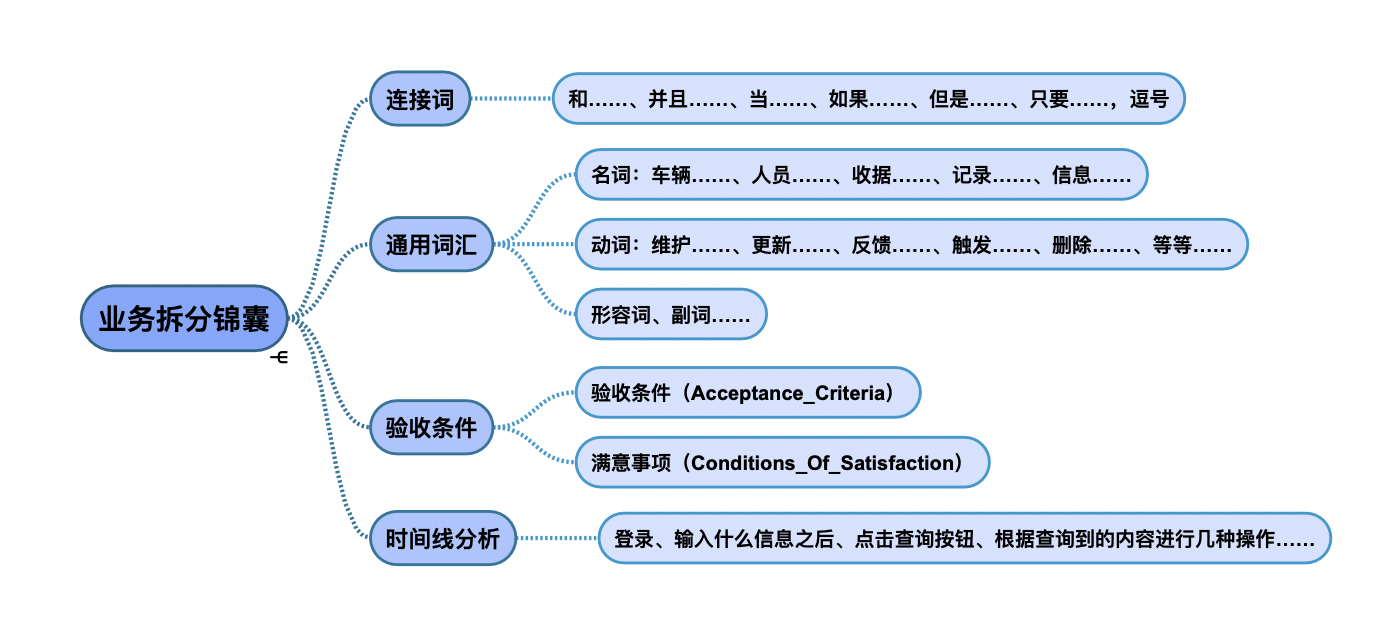 业务拆分锦囊
连接词
和……、并且……、当……、如果……、但是……、只要……，逗号
通用词汇
名词：车辆……、人员……、收据……、记录……、信息……
动词：维护……、更新……、反馈……、触发……、删除……、等等……
形容词、副词……
验收条件
验收条件（Acceptance_Criteria）
满意事项（Conditions_Of_Satisfaction）
时间线分析
登录、输入什么信息之后、点击查询按钮、根据查询到的内容进行几种操作……